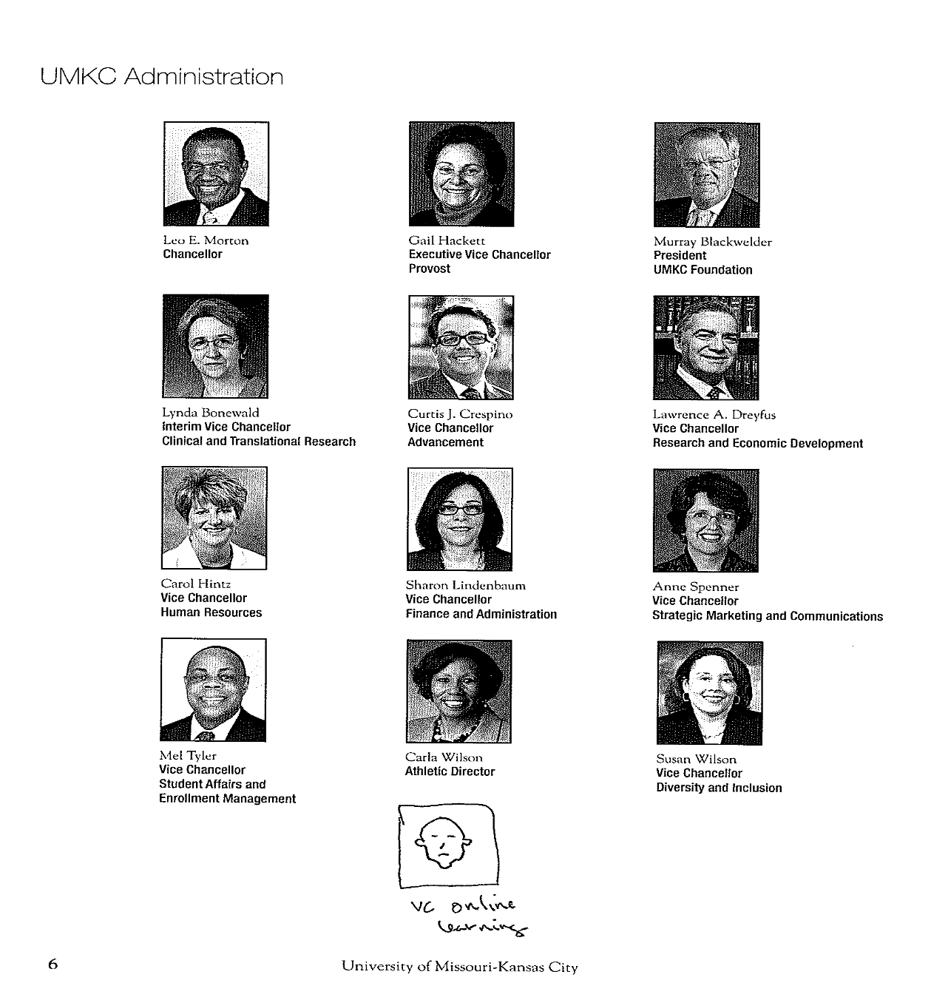 UMKC Administration
Leo E. Morton
Chancellor
Gail Hackett
Executive Vice Chancellor
Provost
Murray Blackwelder
President
UMKC Foundation
Lynda Bonewald
Interim Vice Chancellor
Clinical and Translational Research
Curtis J. Crespino
Vice Chancellor
Advancement
Lawrence A. Dreyfus
Vice Chancellor
Research and Economic Development
Carol Hintz
Vice Chancellor
Human Resources
Sharon Lindenbaum
Vice Chancellor
Finance and Administration
Anne Spenner
Vice Chancellor
Strategic Marketing and Communications
Mel Tyler
Vice Chancellor
Student Affairs and
Enrollment Management
Carla Wilson
Athletic Director
Susan Wilson
Vice Chancellor
Diversity and Inclusion
VC online
learning
6
University of Missouri-Kansas City